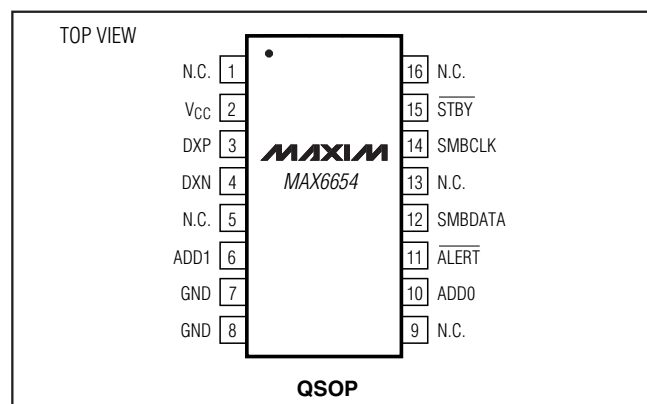 TOP VIEW
N.C. 1
VCC 2
DXP 3
DXN 4
N.C. 5
ADD1 6
GND 7
GND 8
MAXIM
MAX6654
16 N.C.
15 STBY
14 SMBCLK
13 N.C.
12 SMBDATA
11 ALERT
10 ADD0
9 N.C.
QSOP